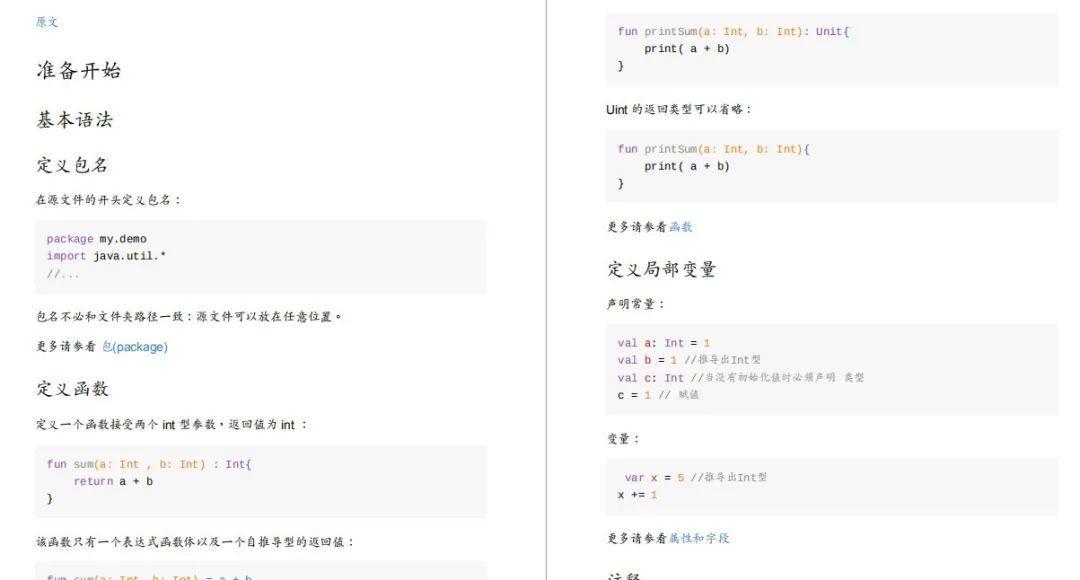 原文
准备开始
基本语法
定义包名
在源文件的开头定义包名：
package my.demo
import java.util.*
//...
包名不必和文件夹路径一致：源文件可以放在任意位置。
更多请参看 包(package)
定义函数
定义一个函数接受两个 int 型参数，返回值为 int ：
fun sum(a: Int , b: Int) : Int{
    return a + b
}
该函数只有一个表达式函数体以及一个自推导型的返回值：
fun sum(a: Int, b: Int) = a + b
fun printSum(a: Int, b: Int): Unit{
    print( a + b)
}
Uint 的返回类型可以省略：
fun printSum(a: Int, b: Int){
    print( a + b)
}
更多请参看函数
定义局部变量
声明常量：
val a: Int = 1
val b = 1 //推导出Int型
val c: Int //当没有初始化值时必须声明 类型
c = 1 // 赋值
变量：
 var x = 5 //推导出Int型
x += 1
更多请参看属性和字段
注释